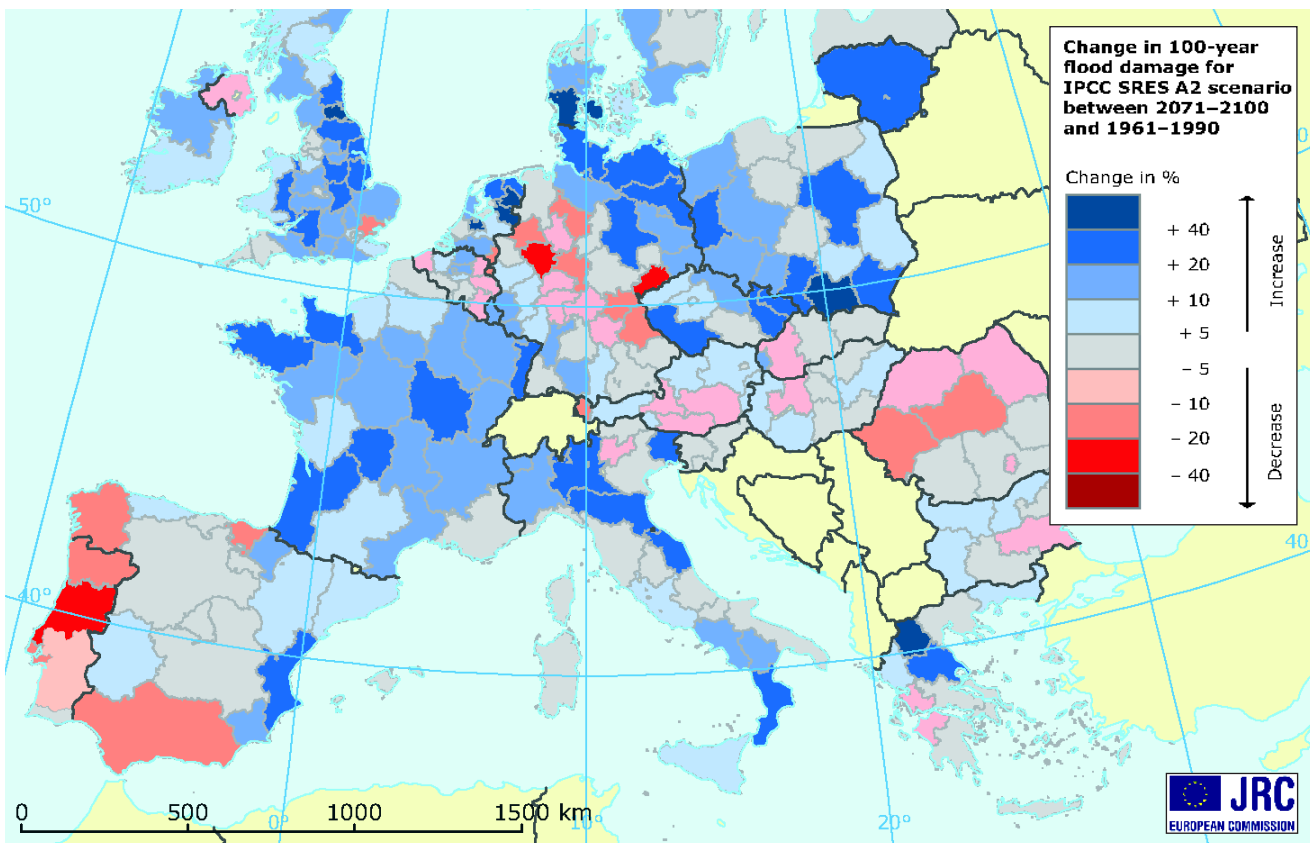 Change in 100-year
flood damage for
IPCC SRES A2 scenario
between 2071–2100
and 1961–1990
Change in %
+ 40
+ 20
+ 10
+ 5
– 5
– 10
– 20
– 40
Increase
Decrease
50°
40°
40
0
0 500 1000 1500 km
0° 10° 20°
JRC
EUROPEAN COMMISSION